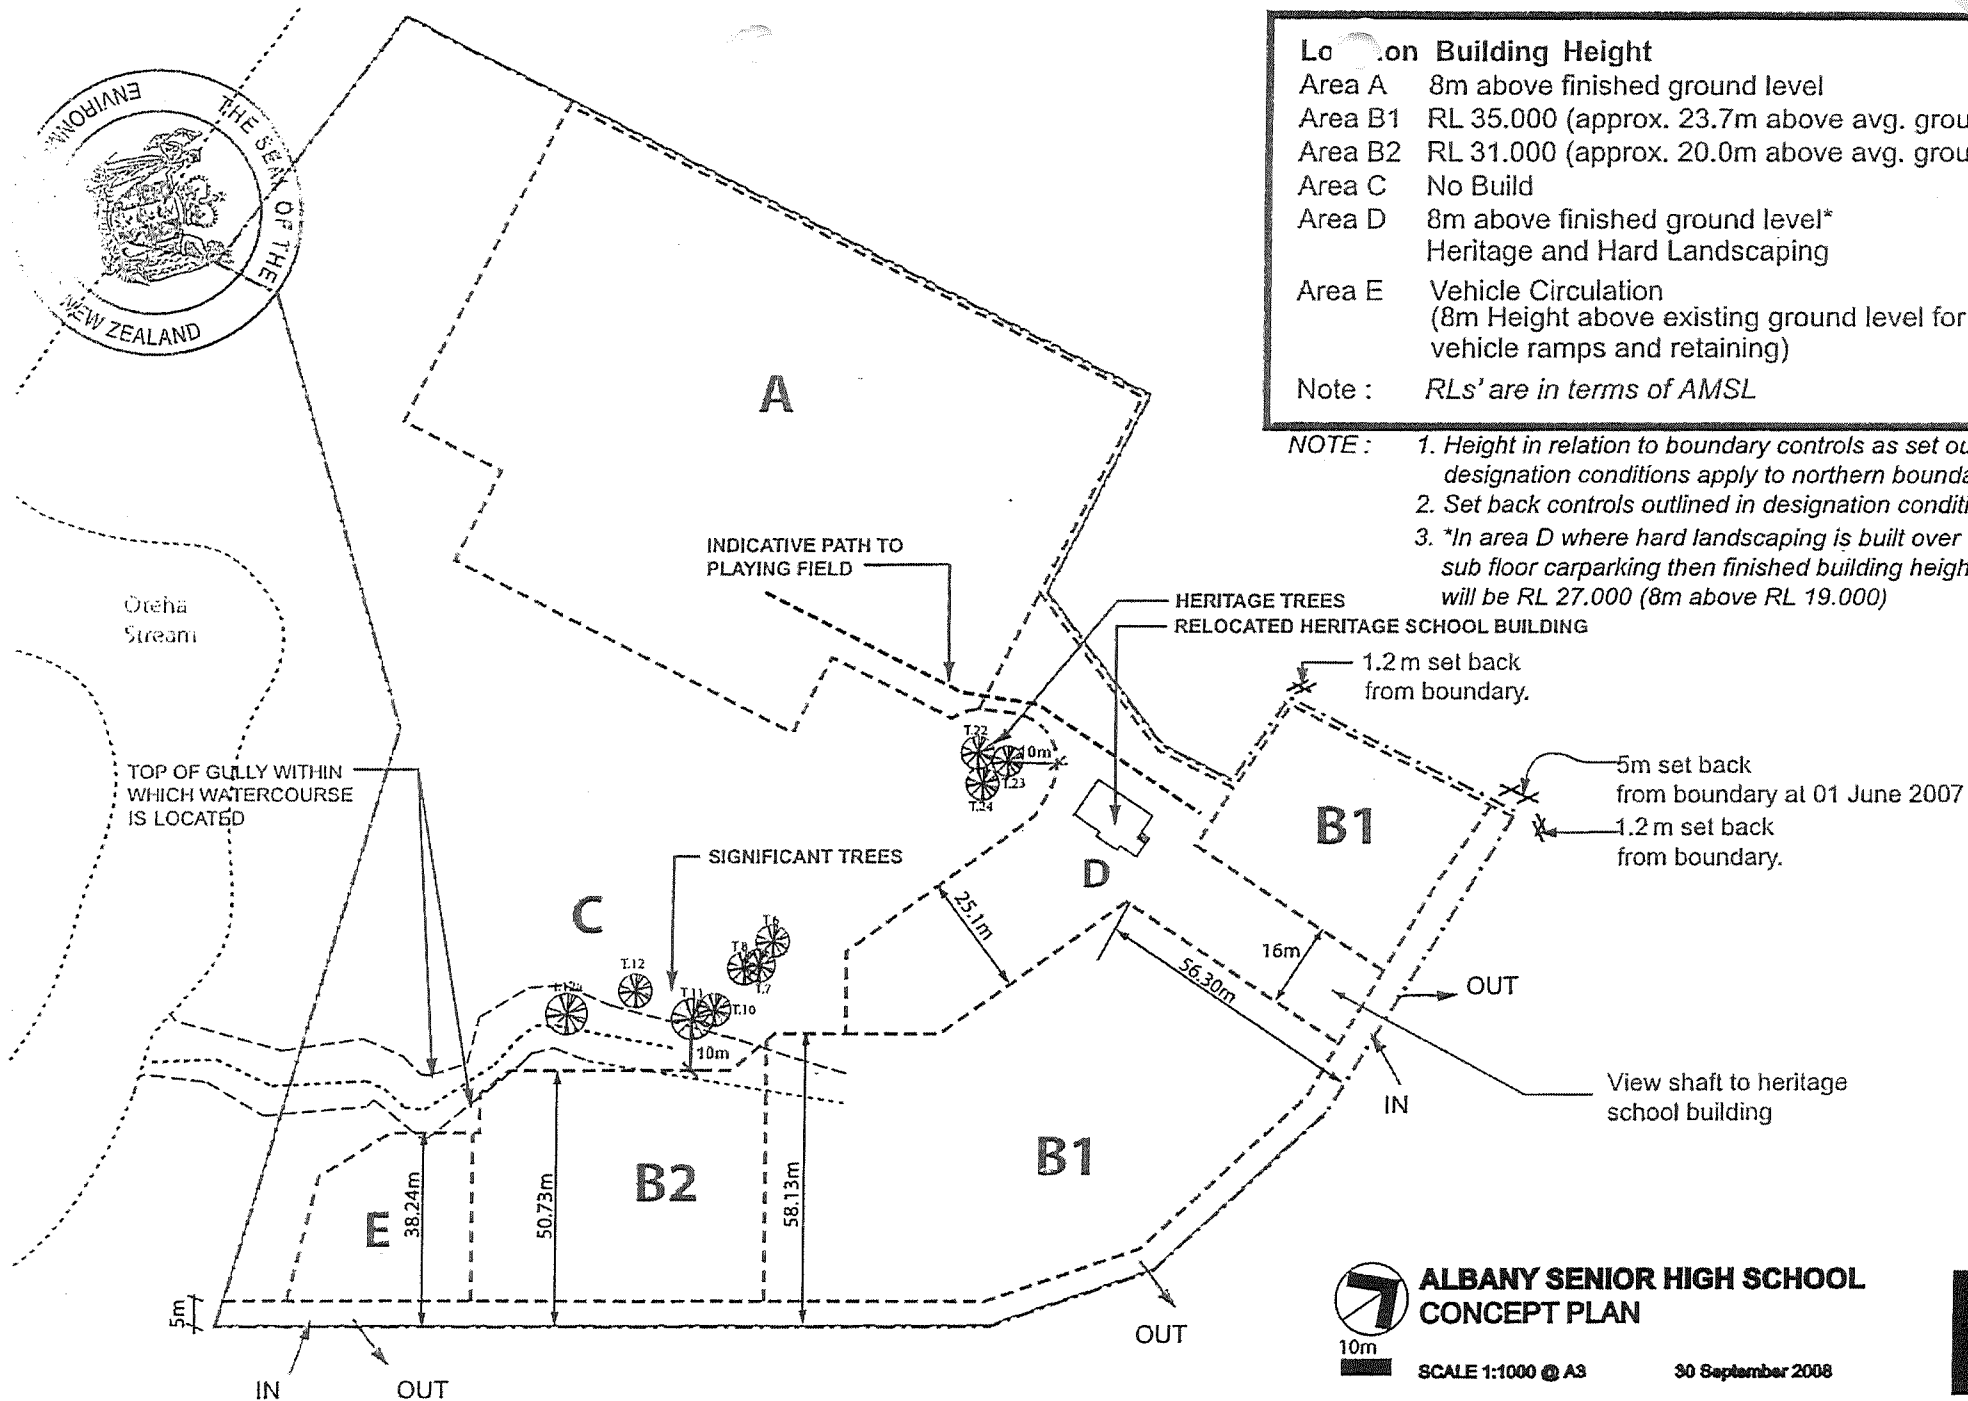 THE SEAL OF THE
NEW ZEALAND
Building Height
Area A 8m above finished ground level
Area B1 RL 35.000 (approx. 23.7m above avg.
Area B2 RL 31.000 (approx. 20.0m above avg.
Area C No Build
Area D 8m above finished ground level*
Heritage and Hard Landscaping
Area E Vehicle Circulation
(8m Height above existing ground level for
vehicle ramps and retaining)
Note : RLs' are in terms of AMSL
NOTE : 1. Height in relation to boundary controls as set
designation conditions apply to northern
2. Set back controls outlined in designation
3. *In area D where hard landscaping is built over
sub floor carparking then finished building
will be RL 27.000 (8m above RL 19.000)
A
INDICATIVE PATH TO
PLAYING FIELD
HERITAGE TREES
RELOCATED HERITAGE SCHOOL BUILDING
Stream
1.2 m set back
from boundary.
T.22
10m
T.23
T.24
5m set back
from boundary at 01 June 2007
1.2 m set back
from boundary.
TOP OF GULLY WITHIN
WHICH WATERCOURSE
IS LOCATED
B1
SIGNIFICANT TREES
D
C
25.1m
T.6
T.8
T.7
T.12
T.11
T.10
10m
16m
56.30m
OUT
IN
View shaft to heritage
school building
B1
B2
E
38.24m
50.73m
58.13m
5m
IN
OUT
OUT
ALBANY SENIOR HIGH SCHOOL
CONCEPT PLAN
10m
SCALE 1:1000 @ A3 30 September 2008